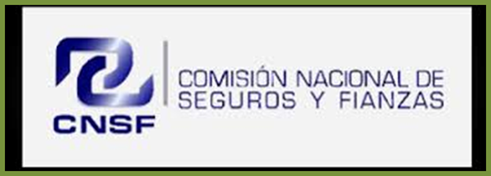 COMISIÓN NACIONAL DE
SEGUROS Y FIANZAS
CNSF